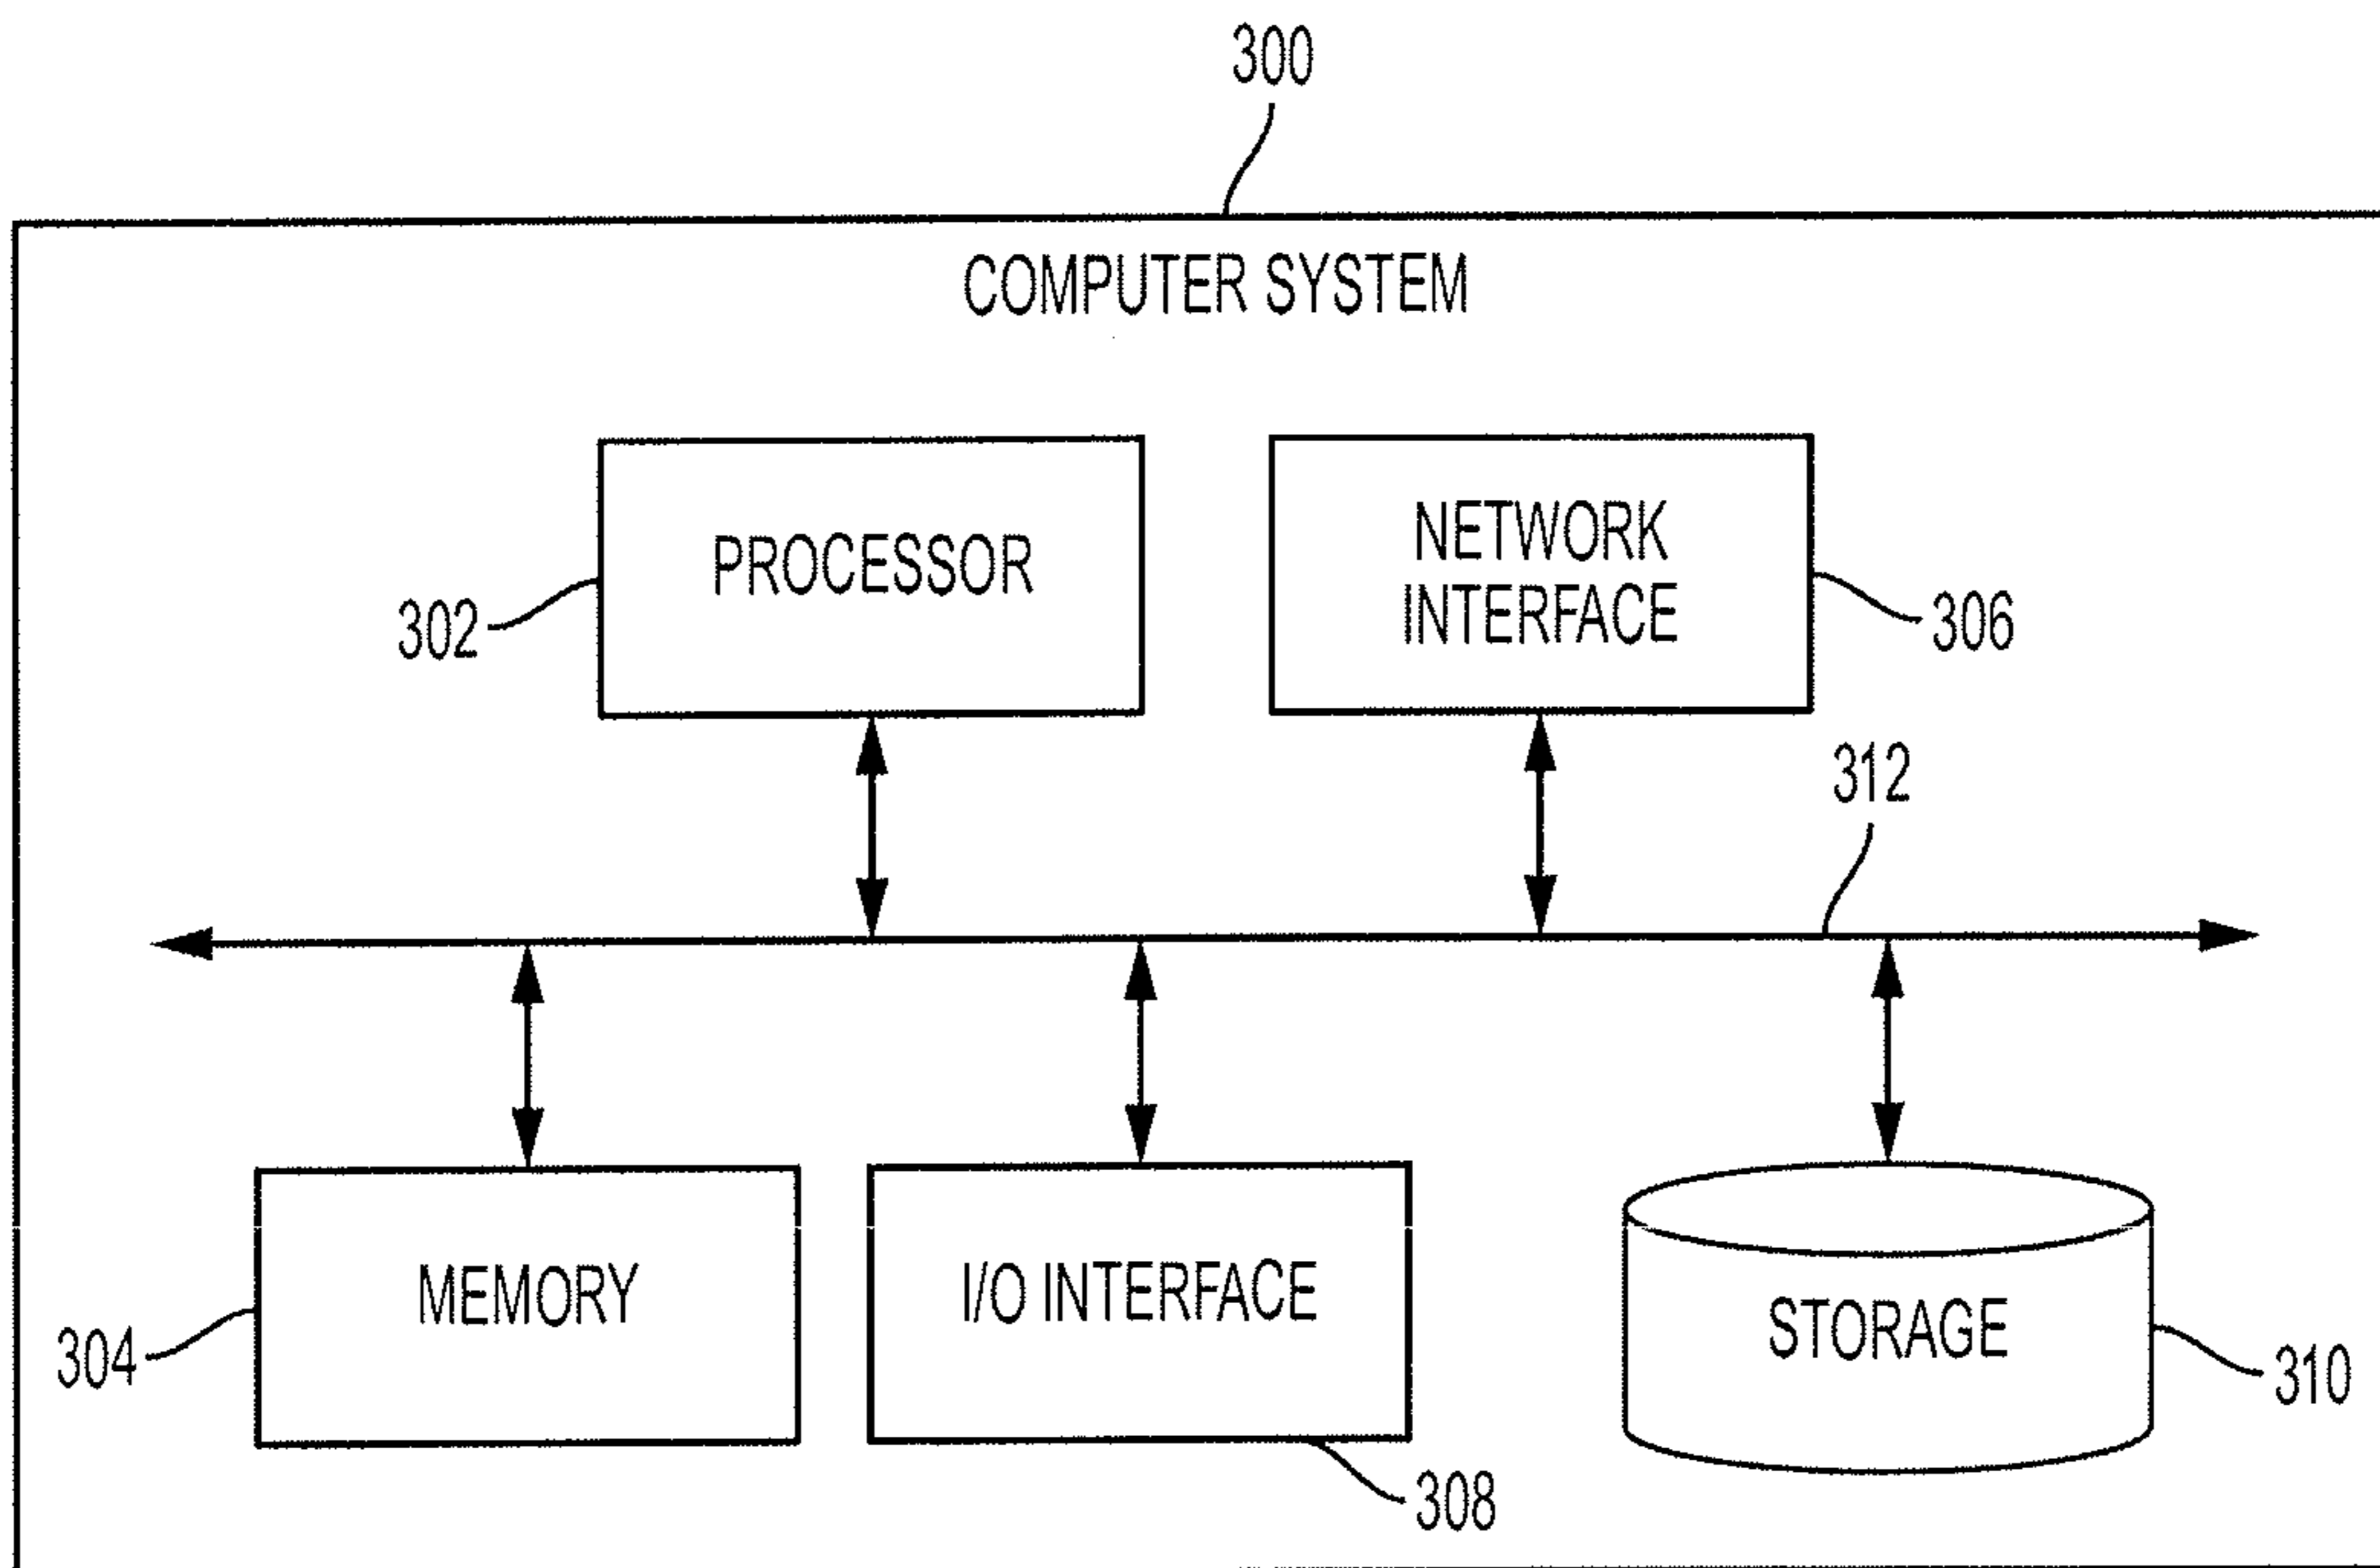 300
COMPUTER SYSTEM
PROCESSOR
NETWORK
INTERFACE
302
306
312
MEMORY
I/O INTERFACE
STORAGE
304
310
308